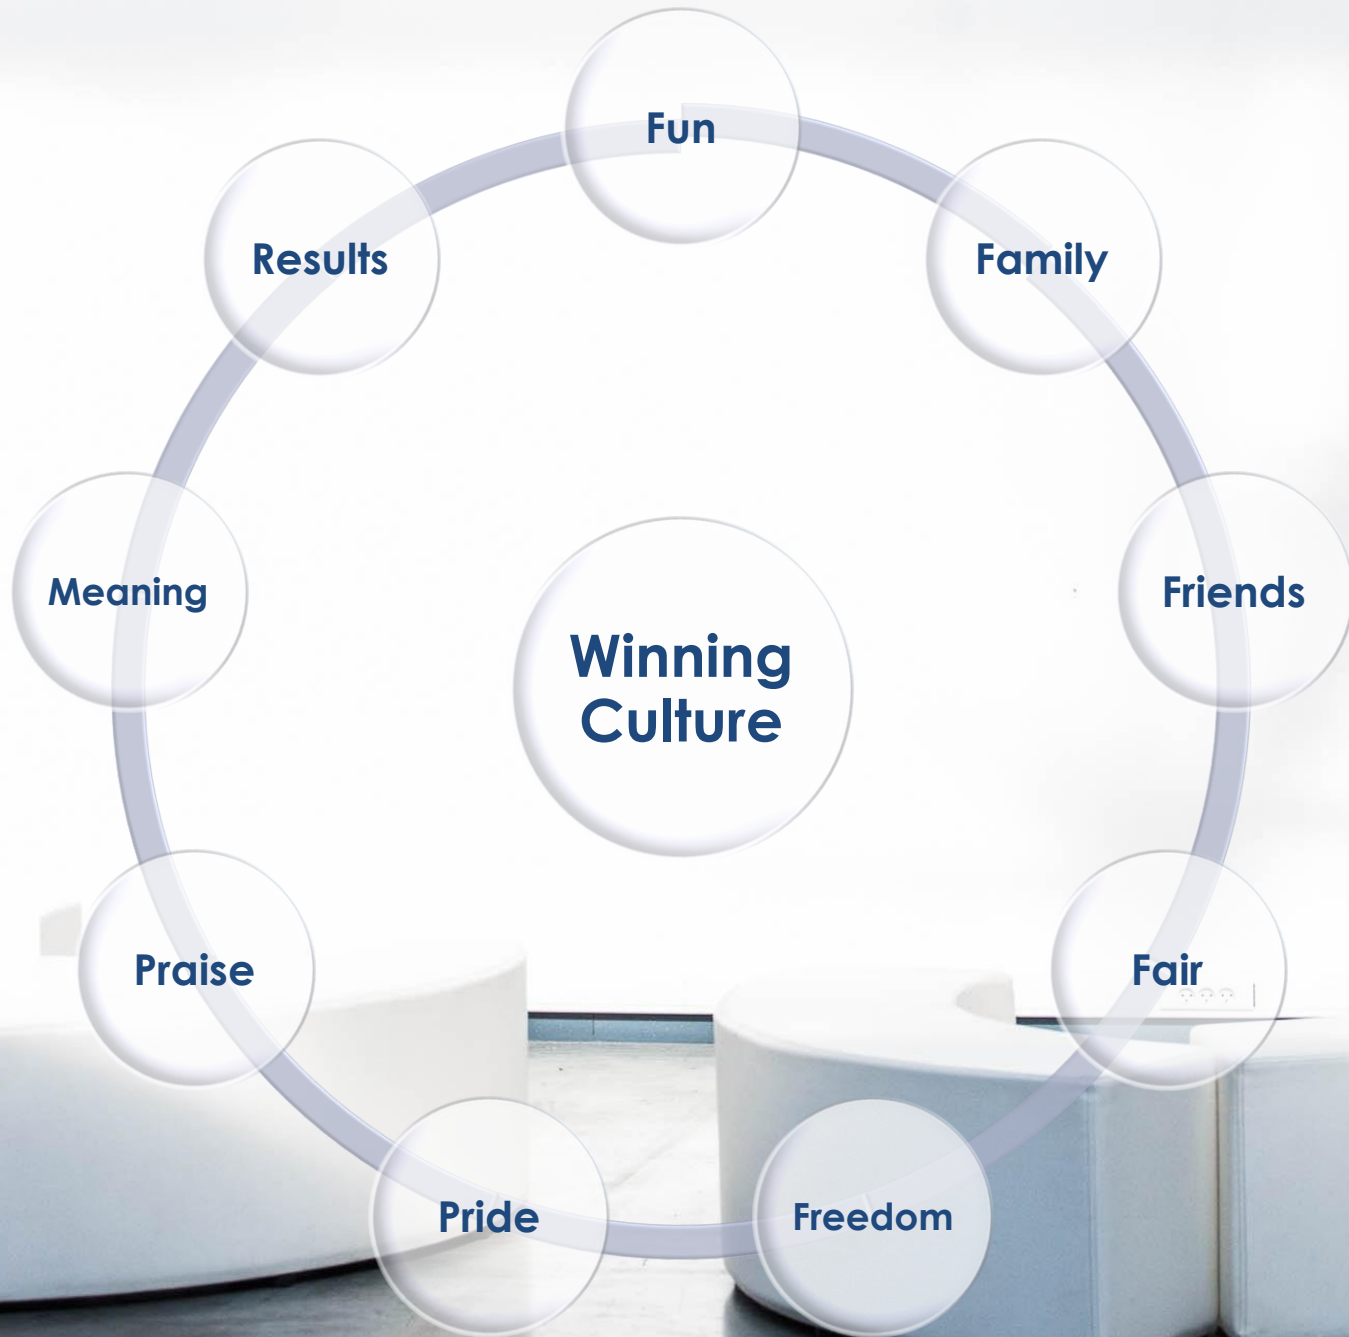 Fun
Family
Friends
Fair
Freedom
Pride
Praise
Meaning
Results
Winning
Culture